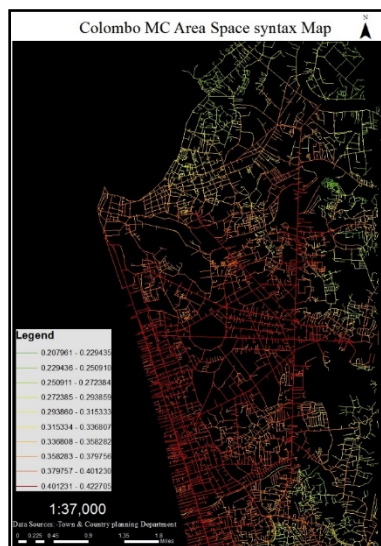 Colombo MC Area Space syntax Map
N
Legend
0.207961 - 0.229435
0.229436 - 0.250910
0.250911 - 0.272384
0.272385 - 0.293859
0.293860 - 0.315333
0.315334 - 0.336807
0.336808 - 0.358282
0.358283 - 0.379756
0.379757 - 0.401230
0.401231 - 0.422705
1:37,000
Data Sources: -Town & Country planning Department
0 0.225 0.45 0.9 1.35 1.8
Miles